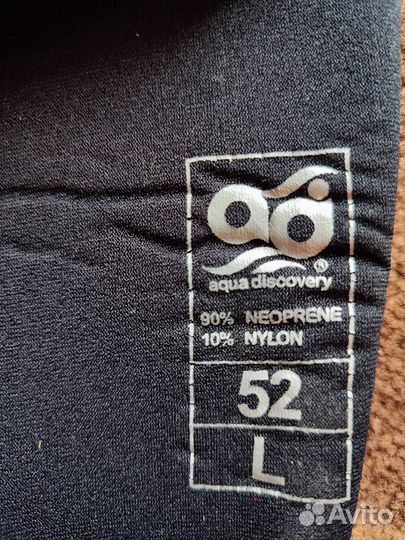 aqua discovery ®
90% NEOPRENE
10% NYLON
52
L
Avito